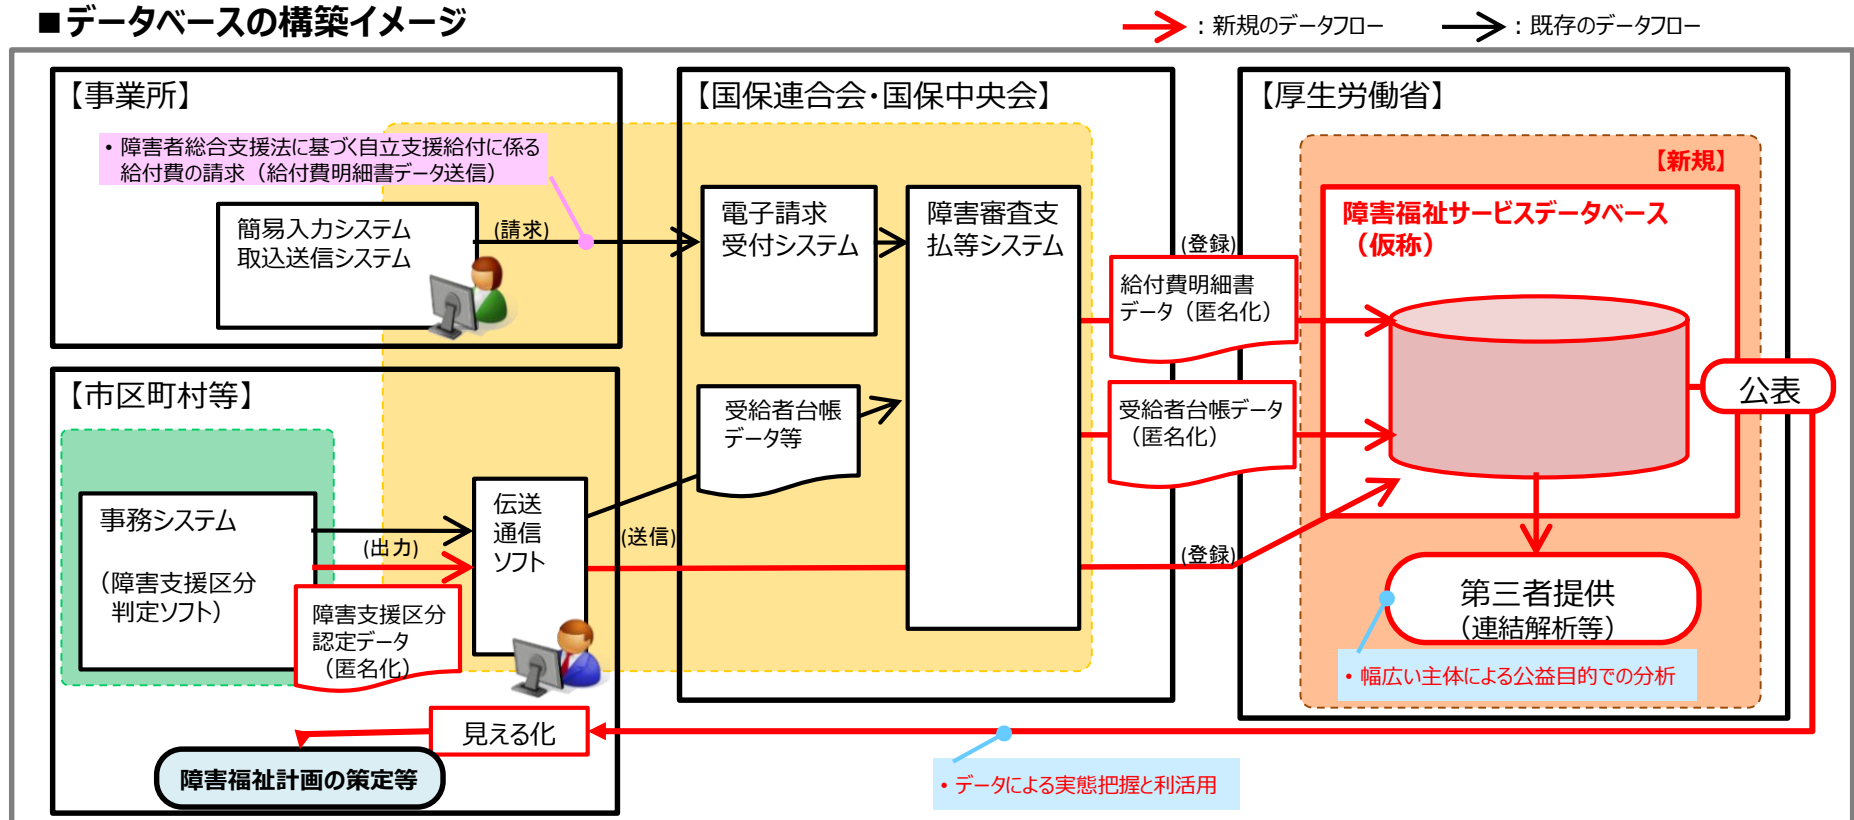 ■データベースの構築イメージ
：新規のデータフロー
：既存のデータフロー
【事業所】
・障害者総合支援法に基づく自立支援給付に係る
給付費の請求（給付費明細書データ送信）
簡易入力システム
取込送信システム
(請求)
【国保連合会・国保中央会】
電子請求
受付システム
障害審査支
払等システム
受給者台帳
データ等
(登録)
給付費明細書
データ（匿名化）
受給者台帳データ
（匿名化）
(登録)
【厚生労働省】
【新規】
障害福祉サービスデータベース
（仮称）
公表
第三者提供
（連結解析等）
・幅広い主体による公益目的での分析
【市区町村等】
事務システム
（障害支援区分
判定ソフト）
(出力)
障害支援区分
認定データ
（匿名化）
伝送
通信
ソフト
(送信)
見える化
障害福祉計画の策定等
・データによる実態把握と利活用